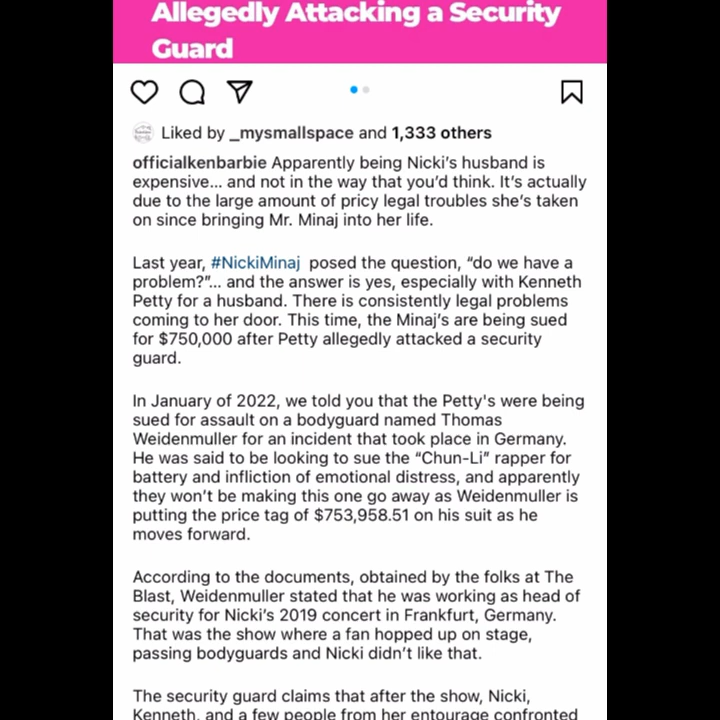 Allegedly Attacking a Security
Guard
Liked by _mysmallspace and 1,333 others
officialkenbarbie Apparently being Nicki's husband is
expensive... and not in the way that you'd think. It's actually
due to the large amount of pricy legal troubles she's taken
on since bringing Mr. Minaj into her life.
Last year, #NickiMinaj posed the question, "do we have a
problem?"... and the answer is yes, especially with Kenneth
Petty for a husband. There is consistently legal problems
coming to her door. This time, the Minaj's are being sued
for $750,000 after Petty allegedly attacked a security
guard.
In January of 2022, we told you that the Petty's were being
sued for assault on a bodyguard named Thomas
Weidenmuller for an incident that took place in Germany.
He was said to be looking to sue the "Chun-Li" rapper for
battery and infliction of emotional distress, and apparently
they won't be making this one go away as Weidenmuller is
putting the price tag of $753,958.51 on his suit as he
moves forward.
According to the documents, obtained by the folks at The
Blast, Weidenmuller stated that he was working as head of
security for Nicki's 2019 concert in Frankfurt, Germany.
That was the show where a fan hopped up on stage,
passing bodyguards and Nicki didn't like that.
The security guard claims that after the show, Nicki,
Kenneth, and a few people from her entourage confronted